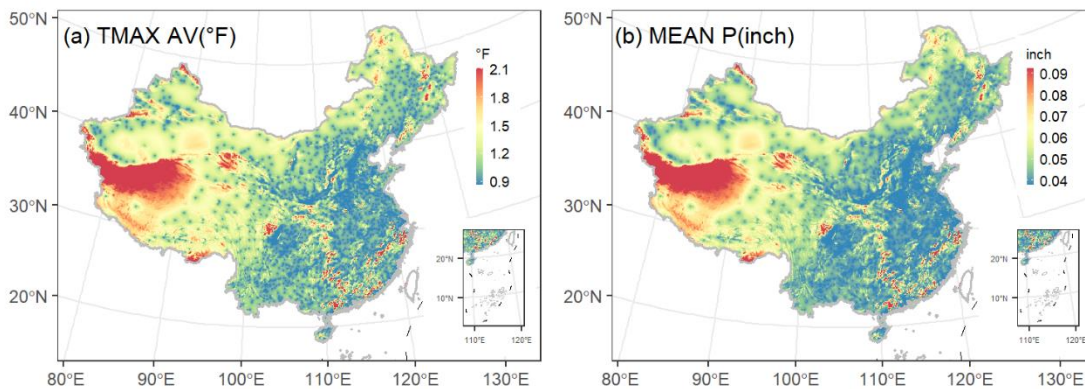 (a) TMAX AV(°F)
°F
2.1
1.8
1.5
1.2
0.9
50°N
40°N
30°N
20°N
80°E 90°E 100°E 110°E 120°E 130°E
20°N
10°N
110°E 120°E
(b) MEAN P(inch)
inch
0.09
0.08
0.07
0.06
0.05
0.04
50°N
40°N
30°N
20°N
80°E 90°E 100°E 110°E 120°E 130°E
20°N
10°N
110°E 120°E